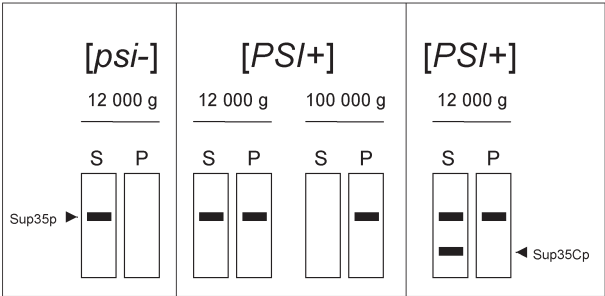 [psi-] [PSI+] [PSI+]
12 000 g 12 000 g 100 000 g 12 000 g
S P S P S P S P
Sup35p
Sup35Cp